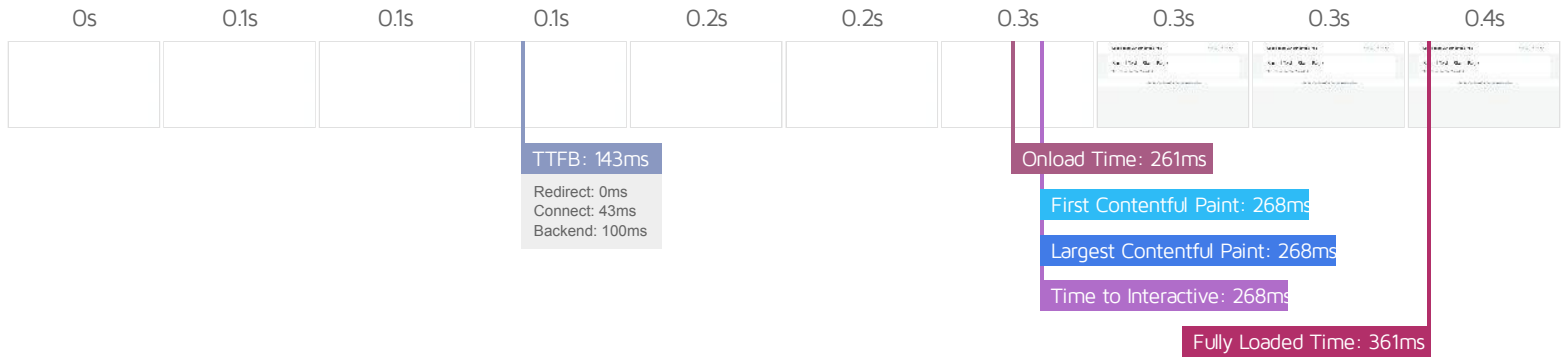 0s 0.1s 0.1s 0.1s 0.2s 0.2s 0.3s 0.3s 0.3s 0.4s
TTFB: 143ms
Redirect: 0ms
Connect: 43ms
Backend: 100ms
Onload Time: 261ms
First Contentful Paint: 268ms
Largest Contentful Paint: 268ms
Time to Interactive: 268ms
Fully Loaded Time: 361ms